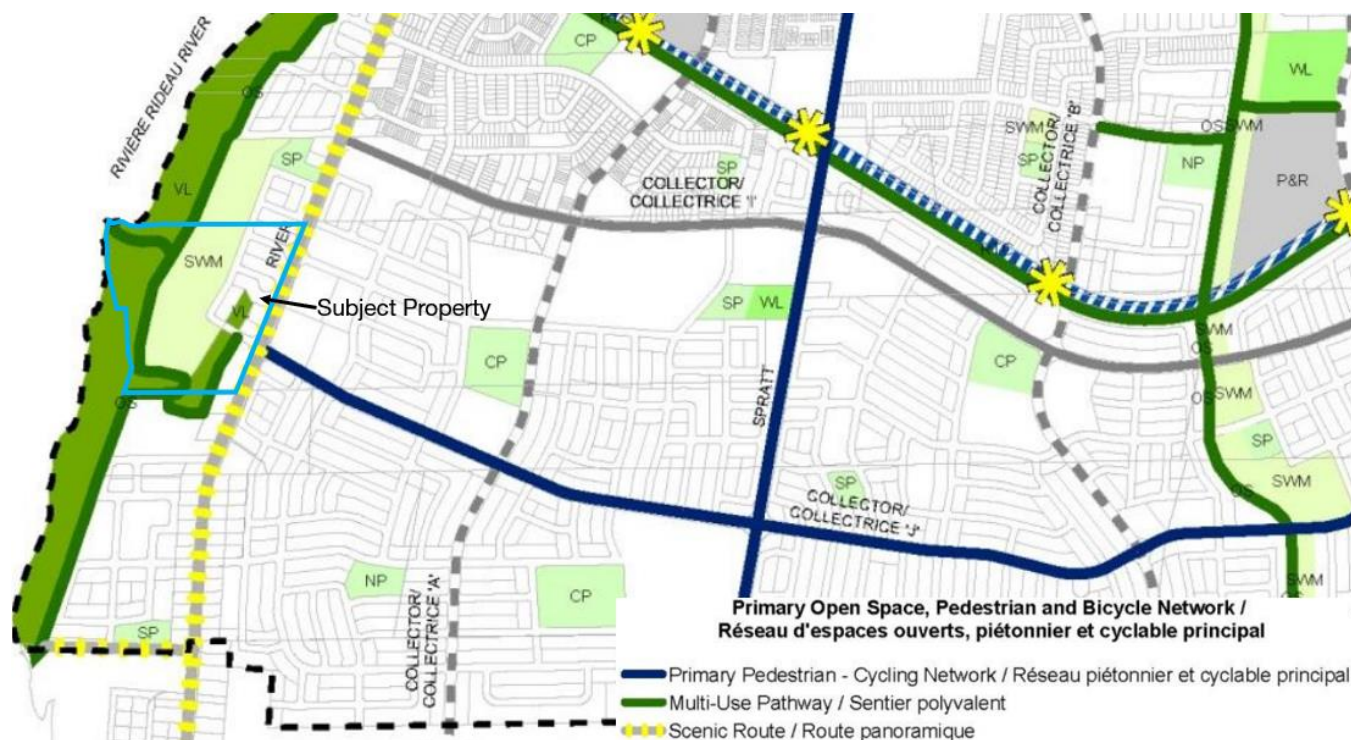 RIVIÈRE RIDEAU RIVER
CP
OS
WL
SWM
SP
OS
SWM
NP
P&R
SP
SP
VL
COLLECTOR/
COLLECTRICE 'I'
COLLECTOR/
COLLECTRICE 'B'
SWM
RIVER
VL
Subject Property
SP
WL
CP
CP
SWM
OS
OS
SPRATT
OS
SWM
SP
SWM
OS
SP
COLLECTOR/
COLLECTRICE 'J'
NP
CP
SWM
SP
COLLECTOR/
COLLECTRICE 'A'
Primary Open Space, Pedestrian and Bicycle Network /
Réseau d'espaces ouverts, piétonnier et cyclable principal
Primary Pedestrian - Cycling Network / Réseau piétonnier et cyclable principal
Multi-Use Pathway / Sentier polyvalent
Scenic Route / Route panoramique